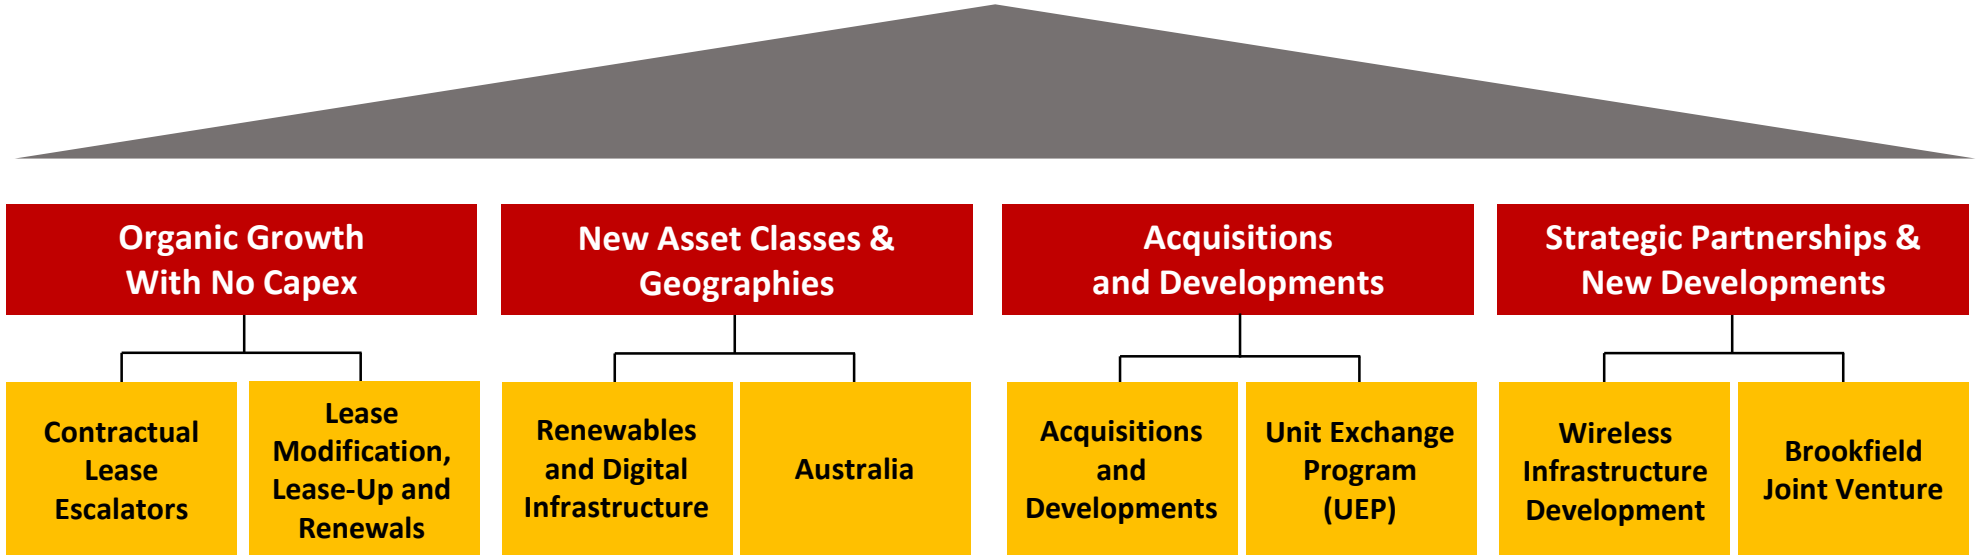 Organic Growth
With No Capex
New Asset Classes &
Geographies
Acquisitions
and Developments
Strategic Partnerships &
New Developments
Contractual
Lease
Escalators
Lease
Modification,
Lease-Up and
Renewals
Renewables
and Digital
Infrastructure
Australia
Acquisitions
and
Developments
Unit Exchange
Program
(UEP)
Wireless
Infrastructure
Development
Brookfield
Joint Venture